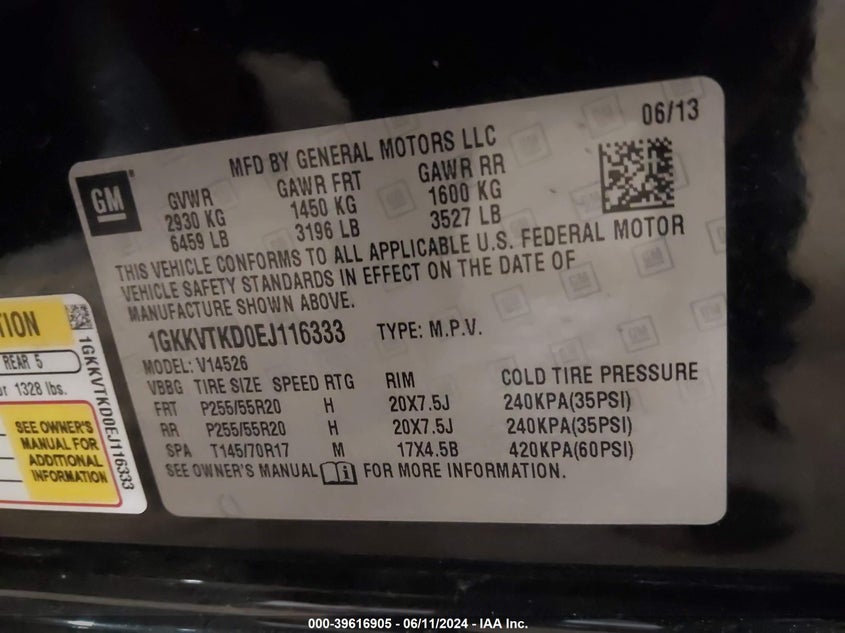 06/13
MFD BY GENERAL MOTORS LLC
GM
GVWR GAWR FRT GAWR RR
2930 KG 1450 KG 1600 KG
6459 LB 3196 LB 3527 LB
THIS VEHICLE CONFORMS TO ALL APPLICABLE U.S. FEDERAL MOTOR
VEHICLE SAFETY STANDARDS IN EFFECT ON THE DATE OF
MANUFACTURE SHOWN ABOVE.
1GKKVTKD0EJ116333 TYPE: M.P.V.
MODEL: V14526
VBBG TIRE SIZE SPEED RTG RIM COLD TIRE PRESSURE
FRT P255/55R20 H 20X7.5J 240KPA(35PSI)
RR P255/55R20 H 20X7.5J 240KPA(35PSI)
SPA T145/70R17 M 17X4.5B 420KPA(60PSI)
SEE OWNER'S MANUAL i FOR MORE INFORMATION.
TION
REAR 5
or 1328 lbs.
SEE OWNER'S
MANUAL FOR
ADDITIONAL
INFORMATION
1GKKVTKD0EJ116333
000-39616905 - 06/11/2024 - IAA Inc.